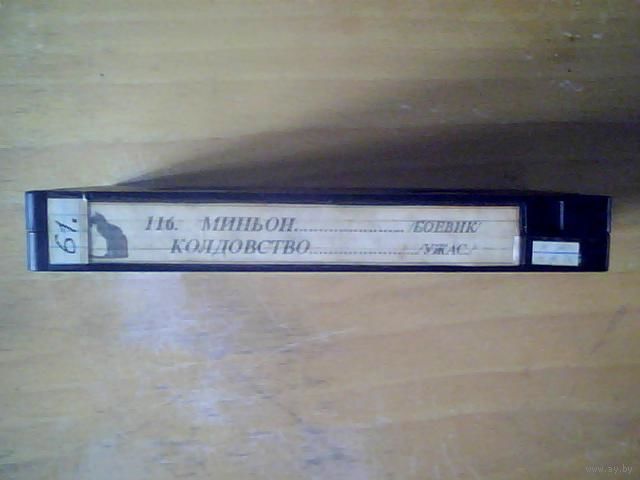 61.
116. МИНЬОН......................../БОЕВИК/
КОЛДОВСТВО......................./УЖАС/
www.ay.by